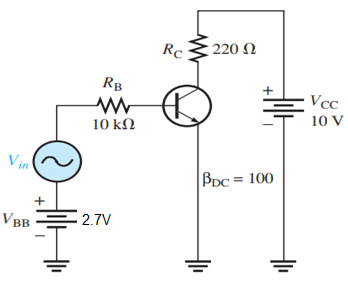 RC 220 Ω
RB
10 kΩ
+
VCC
10 V
Vin
βDC = 100
+
VBB 2.7V